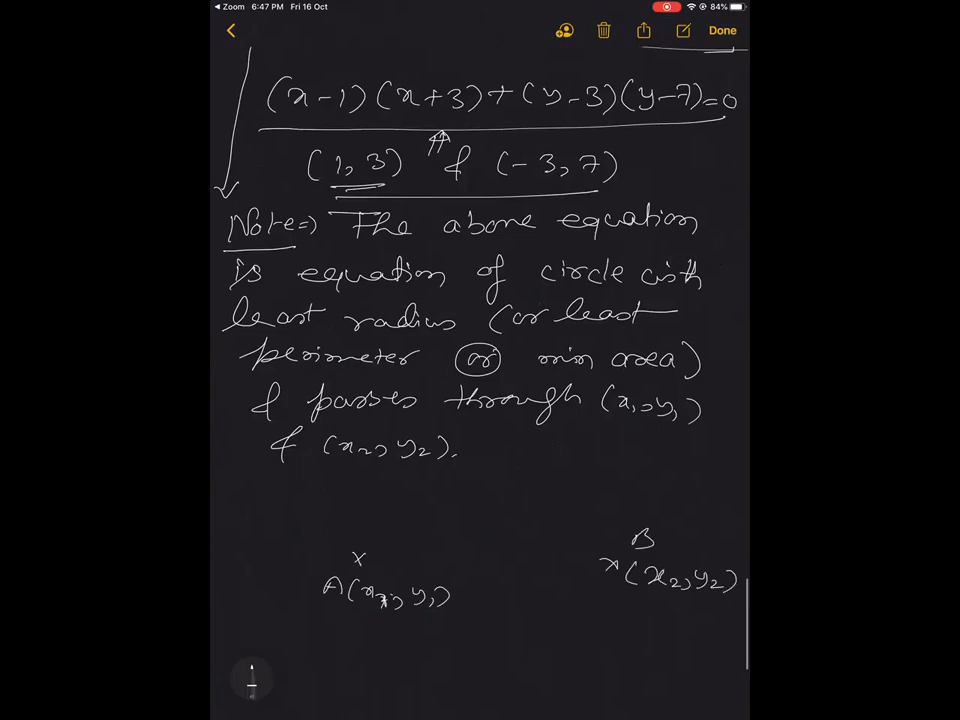 Zoom 6:47 PM Fri 16 Oct 84%
Done
(x-1)(x+3)+(y-3)(y-7)=0
(1, 3) & (-3, 7)
Note⇒ The above equation
is equation of circle with
least radius (or least
perimeter or min area)
& passes through (x₁, y₁)
& (x₂, y₂).
B
x (x₂, y₂)
x
A(x₁, y₁)